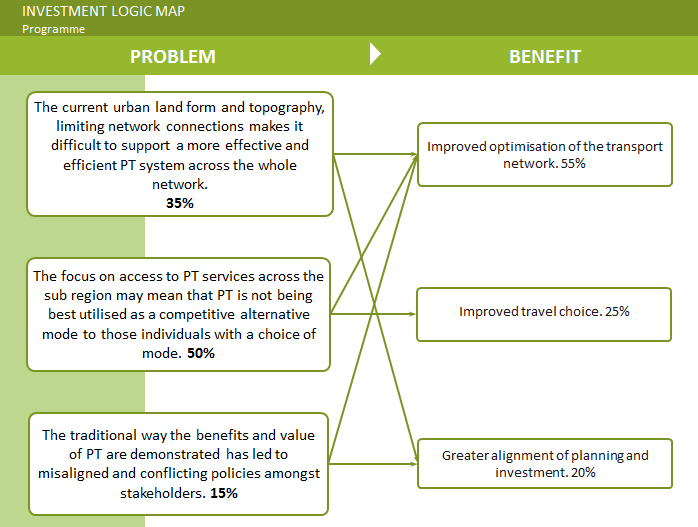 INVESTMENT LOGIC MAP
Programme
PROBLEM
BENEFIT
The current urban land form and topography,
limiting network connections makes it
difficult to support a more effective and
efficient PT system across the whole
network.
35%
Improved optimisation of the transport
network. 55%
The focus on access to PT services across the
sub region may mean that PT is not being
best utilised as a competitive alternative
mode to those individuals with a choice of
mode. 50%
Improved travel choice. 25%
The traditional way the benefits and value
of PT are demonstrated has led to
misaligned and conflicting policies amongst
stakeholders. 15%
Greater alignment of planning and
investment. 20%